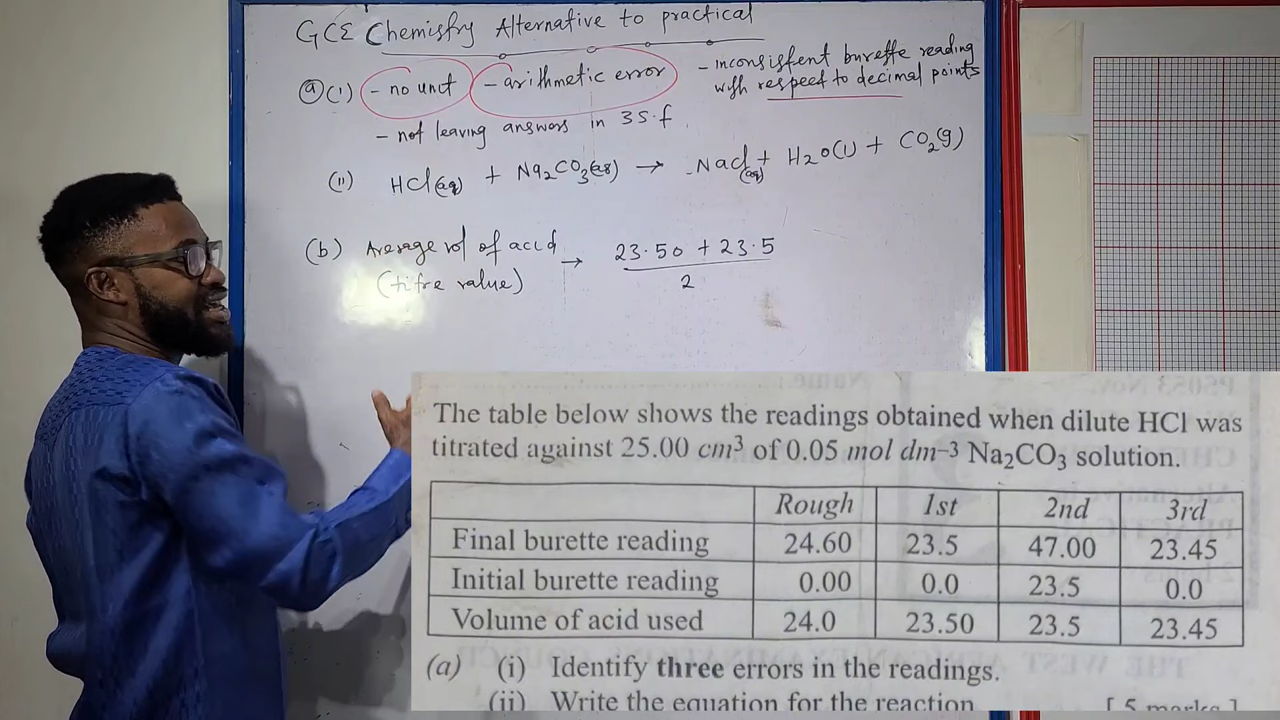 GCE Chemistry Alternative to practical
(a) (i) - no unit - arithmetic error - inconsistent burette reading
with respect to decimal points
- not leaving answers in 3 s.f
(ii) HCl(aq) + Na2CO3(aq) → NaCl(aq) + H2O(l) + CO2(g)
(b) Average vol of acid → 23.50 + 23.5
(titre value) 2
The table below shows the readings obtained when dilute HCl was
titrated against 25.00 cm³ of 0.05 mol dm–3 Na2CO3 solution.
Rough 1st 2nd 3rd
Final burette reading 24.60 23.5 47.00 23.45
Initial burette reading 0.00 0.0 23.5 0.0
Volume of acid used 24.0 23.50 23.5 23.45
(a) (i) Identify three errors in the readings.
(ii) Write the equation for the reaction [ 5 marks ]